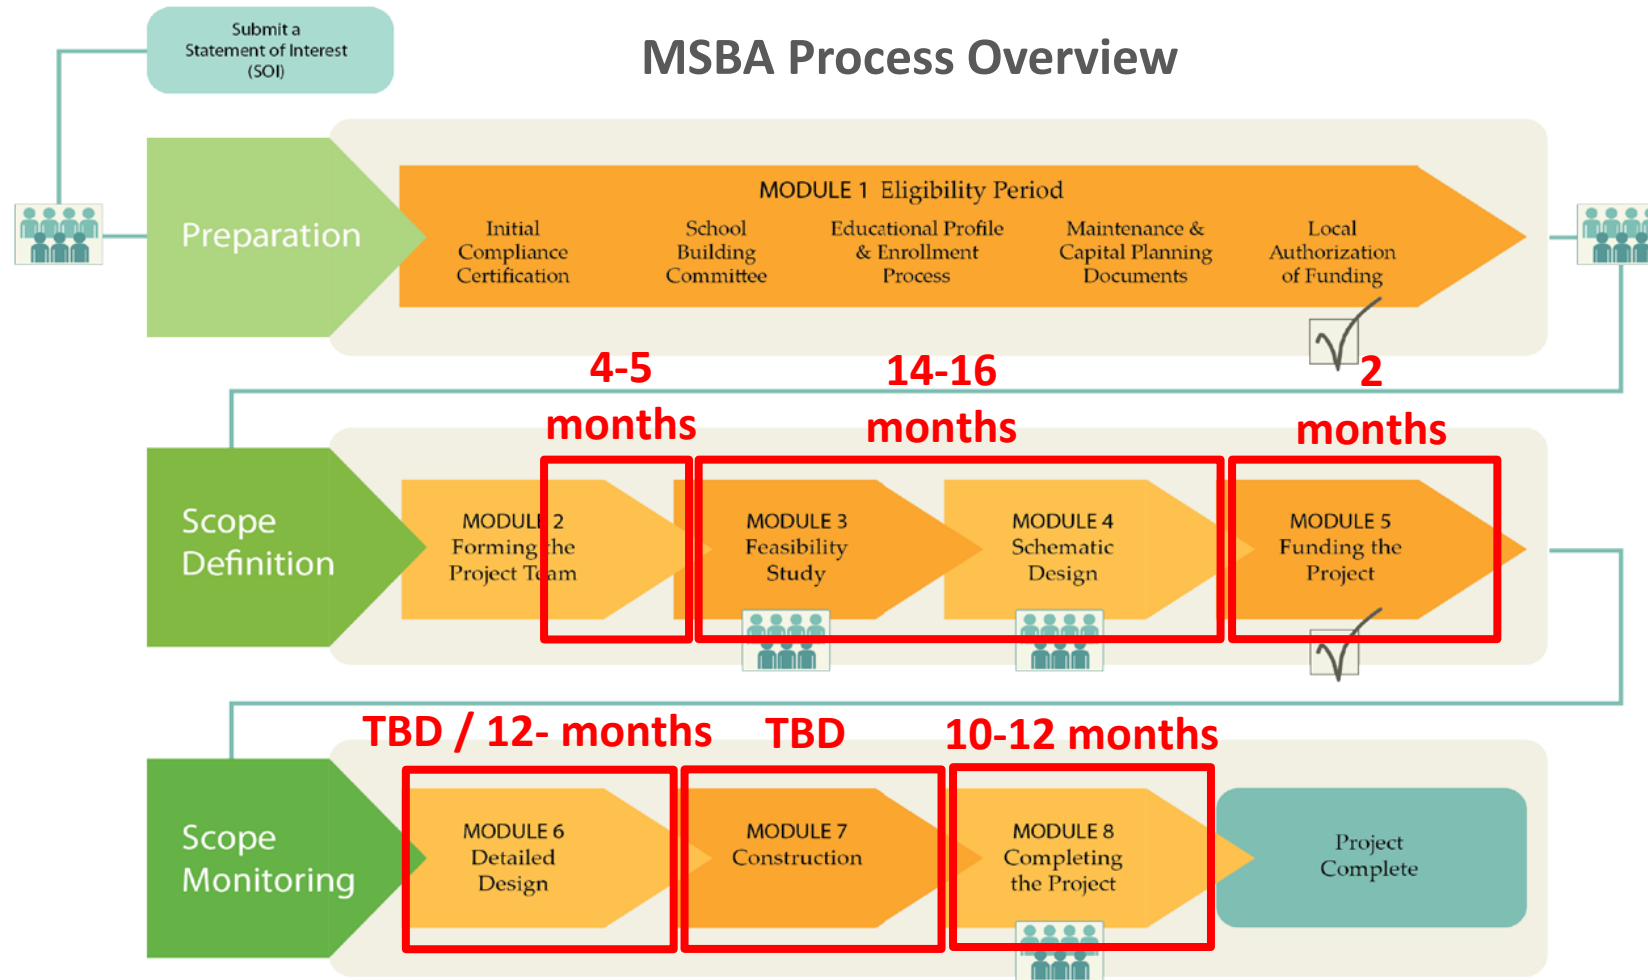 Submit a
Statement of Interest
(SOI)
MSBA Process Overview
Preparation
MODULE 1 Eligibility Period
Initial
Compliance
Certification
School
Building
Committee
Educational Profile
& Enrollment
Process
Maintenance &
Capital Planning
Documents
Local
Authorization
of Funding
4-5
months
14-16
months
2
months
Scope
Definition
MODULE 2
Forming the
Project Team
MODULE 3
Feasibility
Study
MODULE 4
Schematic
Design
MODULE 5
Funding the
Project
TBD / 12- months
TBD
10-12 months
Scope
Monitoring
MODULE 6
Detailed
Design
MODULE 7
Construction
MODULE 8
Completing
the Project
Project
Complete